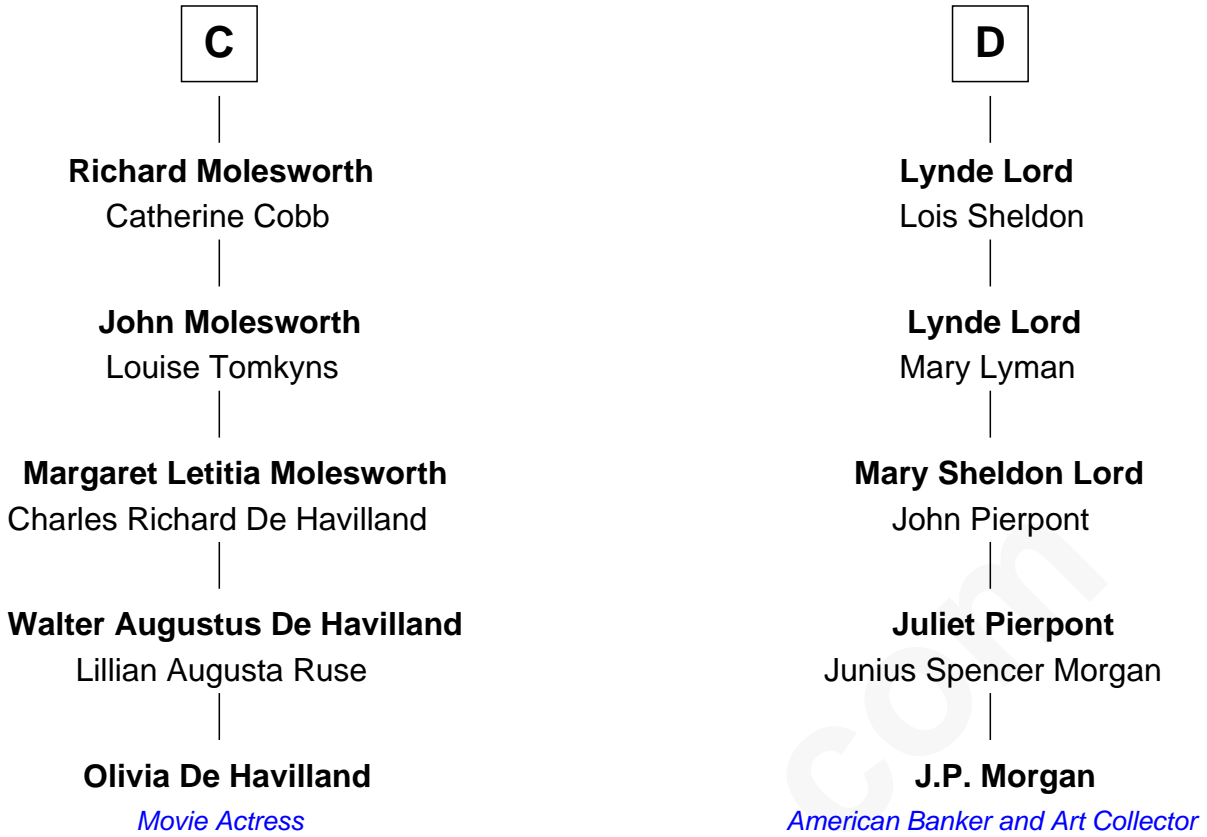 C
Richard Molesworth
Catherine Cobb
John Molesworth
Louise Tomkyns
Margaret Letitia Molesworth
Charles Richard De Havilland
Walter Augustus De Havilland
Lillian Augusta Ruse
Olivia De Havilland
Movie Actress
D
Lynde Lord
Lois Sheldon
Lynde Lord
Mary Lyman
Mary Sheldon Lord
John Pierpont
Juliet Pierpont
Junius Spencer Morgan
J.P. Morgan
American Banker and Art Collector
com